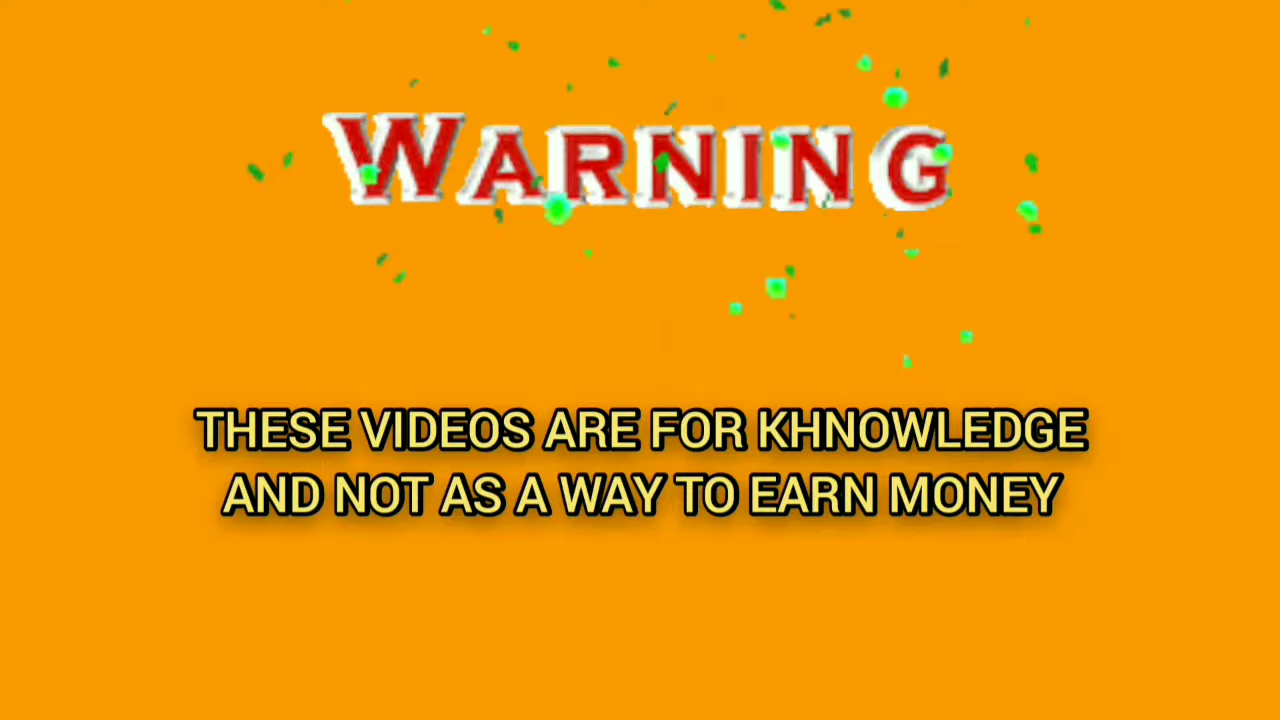 WARNING
THESE VIDEOS ARE FOR KHNOWLEDGE
AND NOT AS A WAY TO EARN MONEY